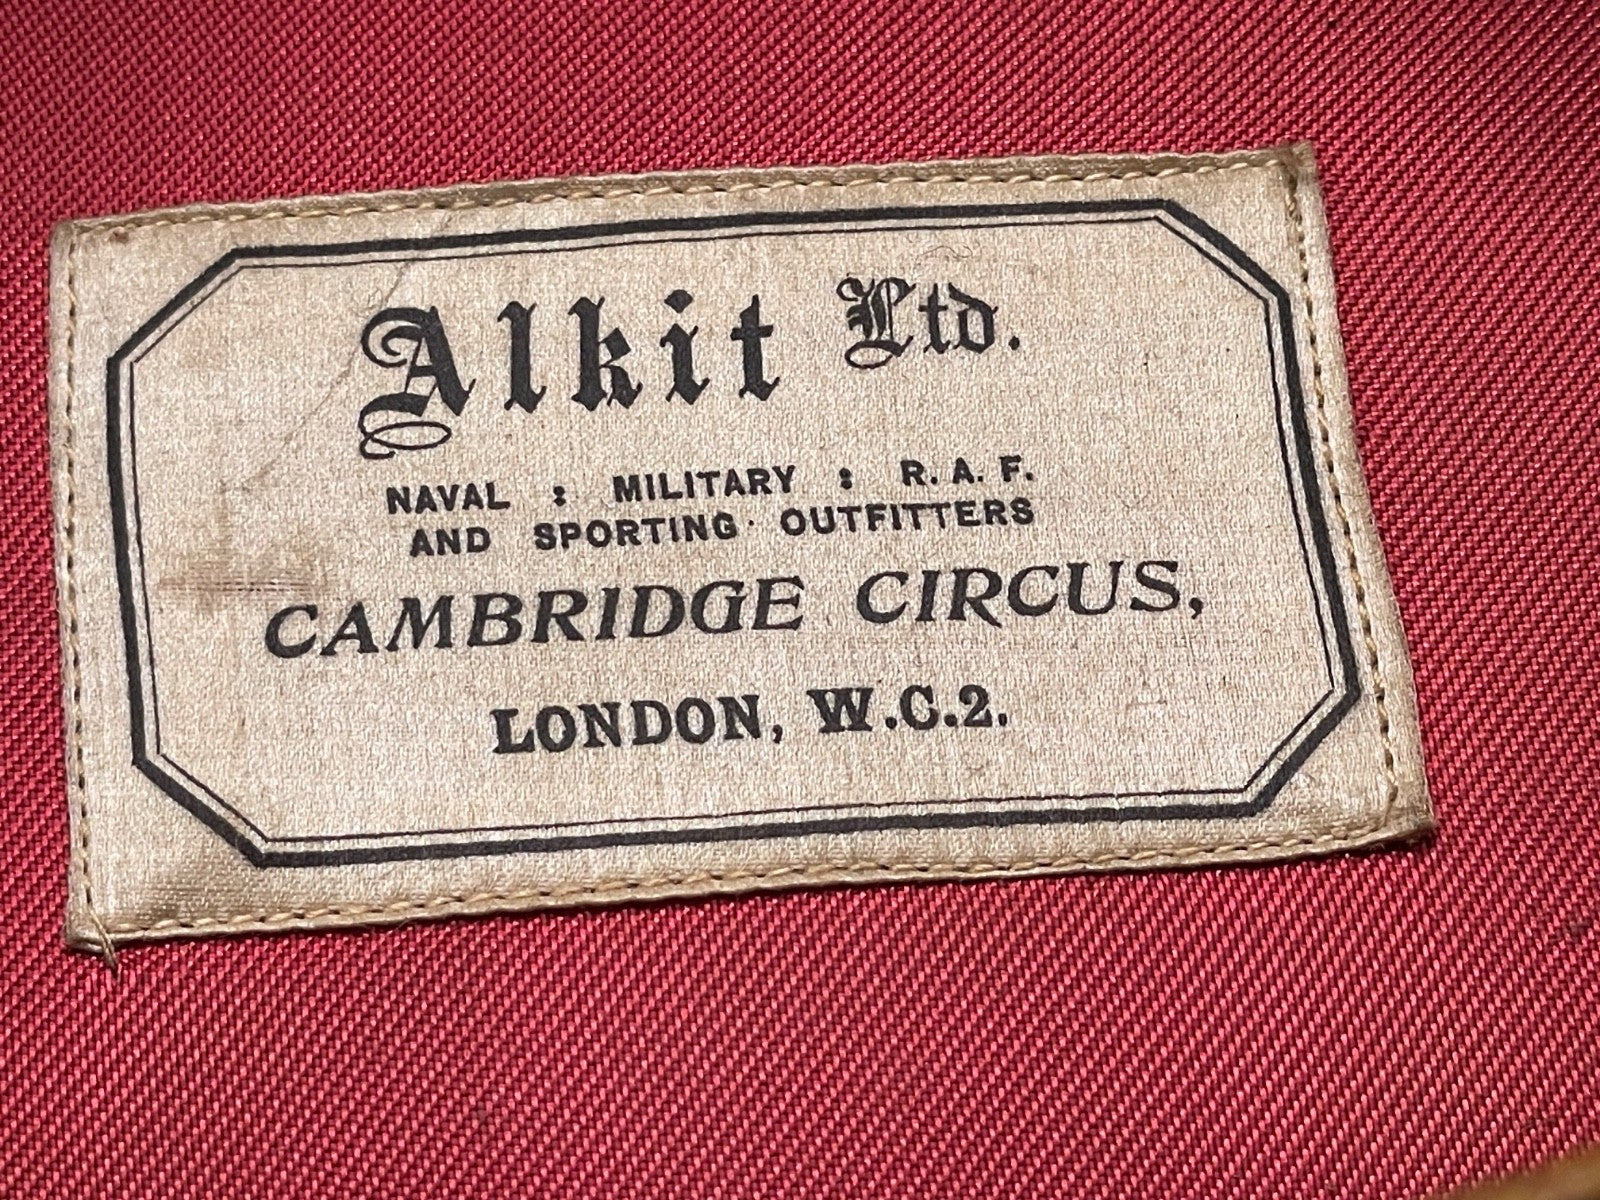 Alkit Ltd.
NAVAL : MILITARY : R. A. F.
AND SPORTING · OUTFITTERS
CAMBRIDGE CIRCUS,
LONDON, W.C.2.